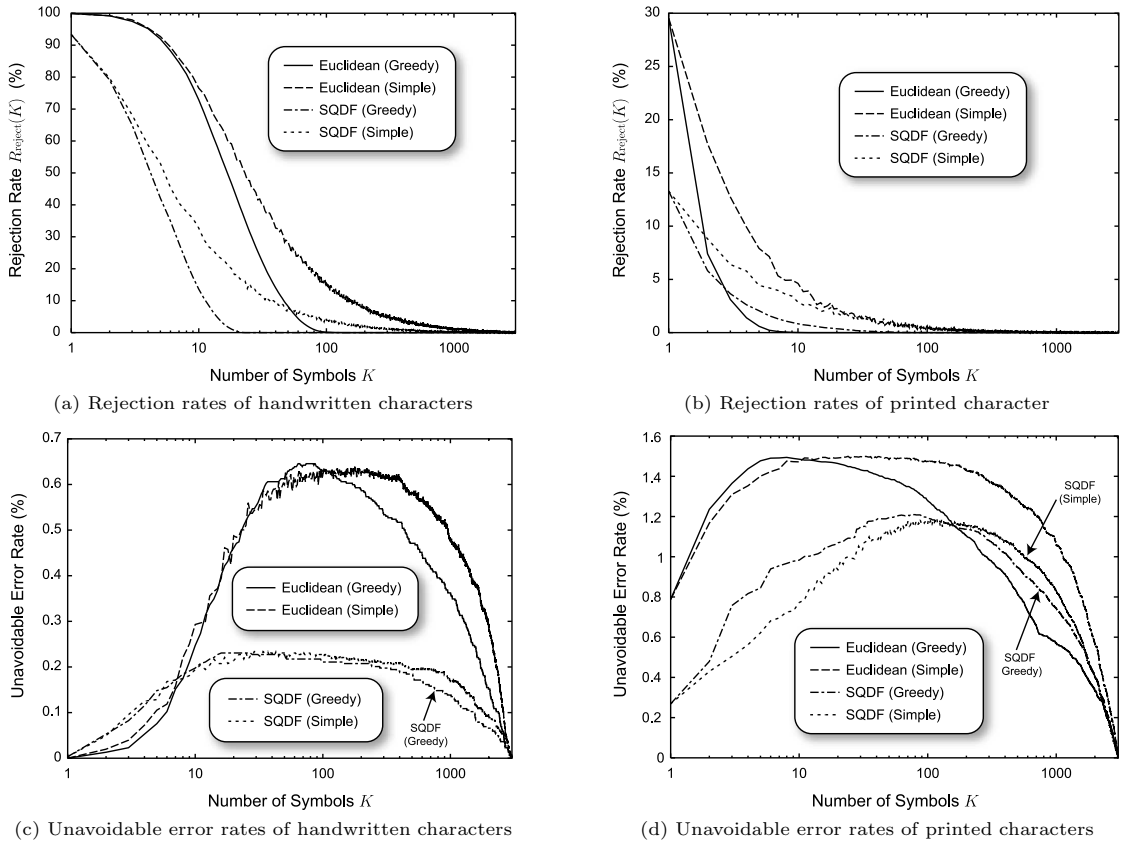 100
90
80
70
60
50
40
30
20
10
0
Rejection Rate R_reject(K) (%)
Euclidean (Greedy)
Euclidean (Simple)
SQDF (Greedy)
SQDF (Simple)
1 10 100 1000
Number of Symbols K
(a) Rejection rates of handwritten characters
30
25
20
15
10
5
0
Rejection Rate R_reject(K) (%)
Euclidean (Greedy)
Euclidean (Simple)
SQDF (Greedy)
SQDF (Simple)
1 10 100 1000
Number of Symbols K
(b) Rejection rates of printed character
0.7
0.6
0.5
0.4
0.3
0.2
0.1
0
Unavoidable Error Rate (%)
Euclidean (Greedy)
Euclidean (Simple)
SQDF (Greedy)
SQDF (Simple)
SQDF
(Greedy)
1 10 100 1000
Number of Symbols K
(c) Unavoidable error rates of handwritten characters
1.6
1.4
1.2
1.0
0.8
0.6
0.4
0.2
0
Unavoidable Error Rate (%)
SQDF
(Simple)
Euclidean (Greedy)
Euclidean (Simple)
SQDF (Greedy)
SQDF (Simple)
SQDF
Greedy)
1 10 100 1000
Number of Symbols K
(d) Unavoidable error rates of printed characters